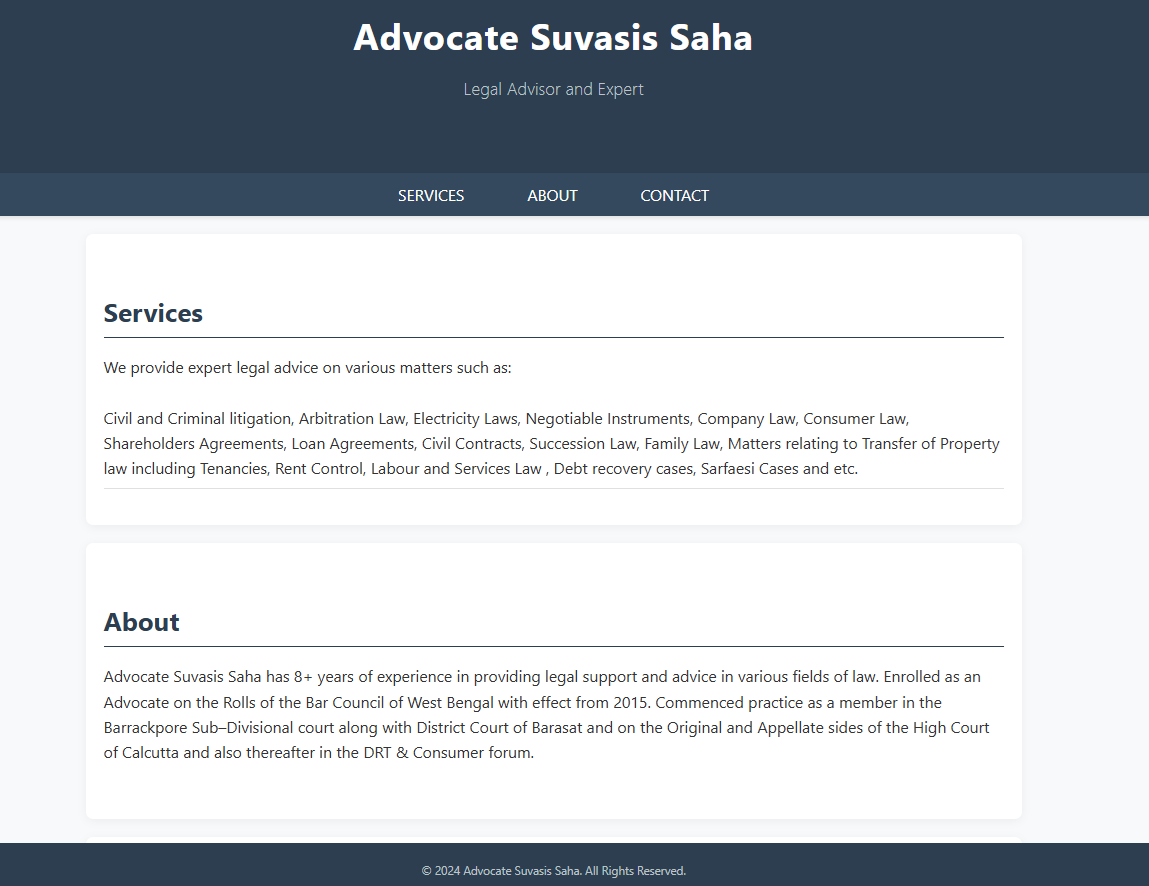 Advocate Suvasis Saha
Legal Advisor and Expert
SERVICES ABOUT CONTACT
Services
We provide expert legal advice on various matters such as:
Civil and Criminal litigation, Arbitration Law, Electricity Laws, Negotiable Instruments, Company Law, Consumer Law,
Shareholders Agreements, Loan Agreements, Civil Contracts, Succession Law, Family Law, Matters relating to Transfer of Property
law including Tenancies, Rent Control, Labour and Services Law , Debt recovery cases, Sarfaesi Cases and etc.
About
Advocate Suvasis Saha has 8+ years of experience in providing legal support and advice in various fields of law. Enrolled as an
Advocate on the Rolls of the Bar Council of West Bengal with effect from 2015. Commenced practice as a member in the
Barrackpore Sub–Divisional court along with District Court of Barasat and on the Original and Appellate sides of the High Court
of Calcutta and also thereafter in the DRT & Consumer forum.
© 2024 Advocate Suvasis Saha. All Rights Reserved.